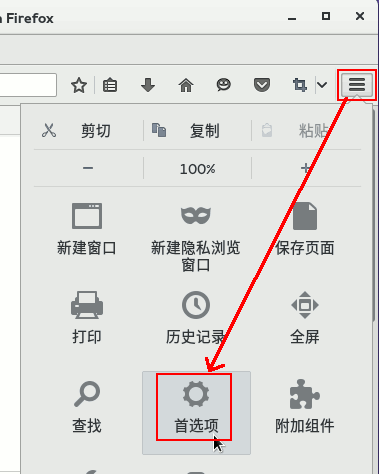 Firefox
剪切
复制
粘贴
100%
新建窗口
新建隐私浏览
窗口
保存页面
打印
历史记录
全屏
查找
首选项
附加组件